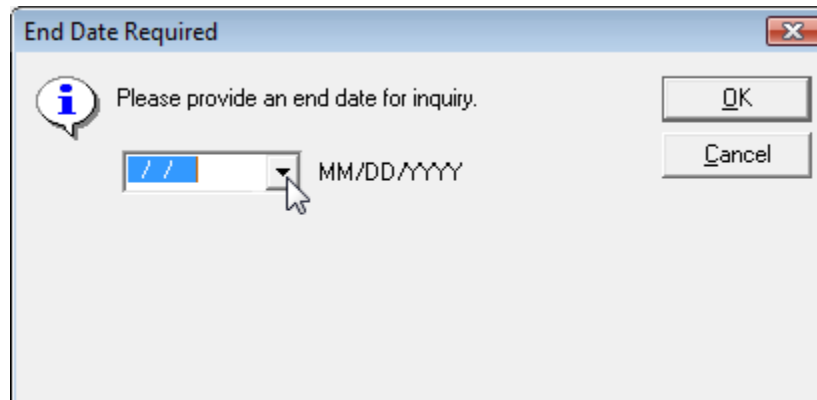 End Date Required
Please provide an end date for inquiry.
OK
/ / MM/DD/YYYY
Cancel